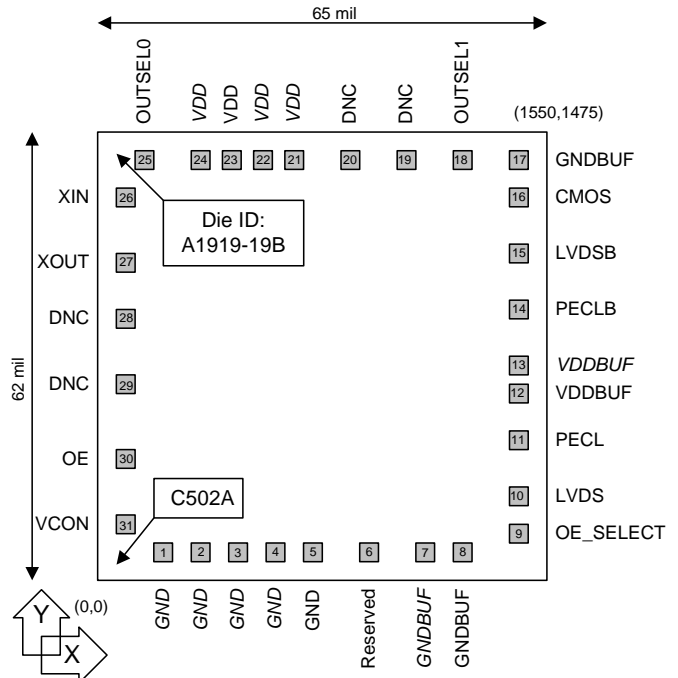 65 mil
OUTSEL0
VDD
VDD
VDD
VDD
DNC
DNC
OUTSEL1
(1550,1475)
25
24
23
22
21
20
19
18
17
GNDBUF
XIN
26
16
CMOS
Die ID:
A1919-19B
XOUT
27
15
LVDSB
DNC
28
14
PECLB
62 mil
13
VDDBUF
DNC
29
12
VDDBUF
11
PECL
OE
30
C502A
10
LVDS
VCON
31
9
OE_SELECT
1
2
3
4
5
6
7
8
(0,0)
GND
GND
GND
GND
GND
Reserved
GNDBUF
GNDBUF
Y
X